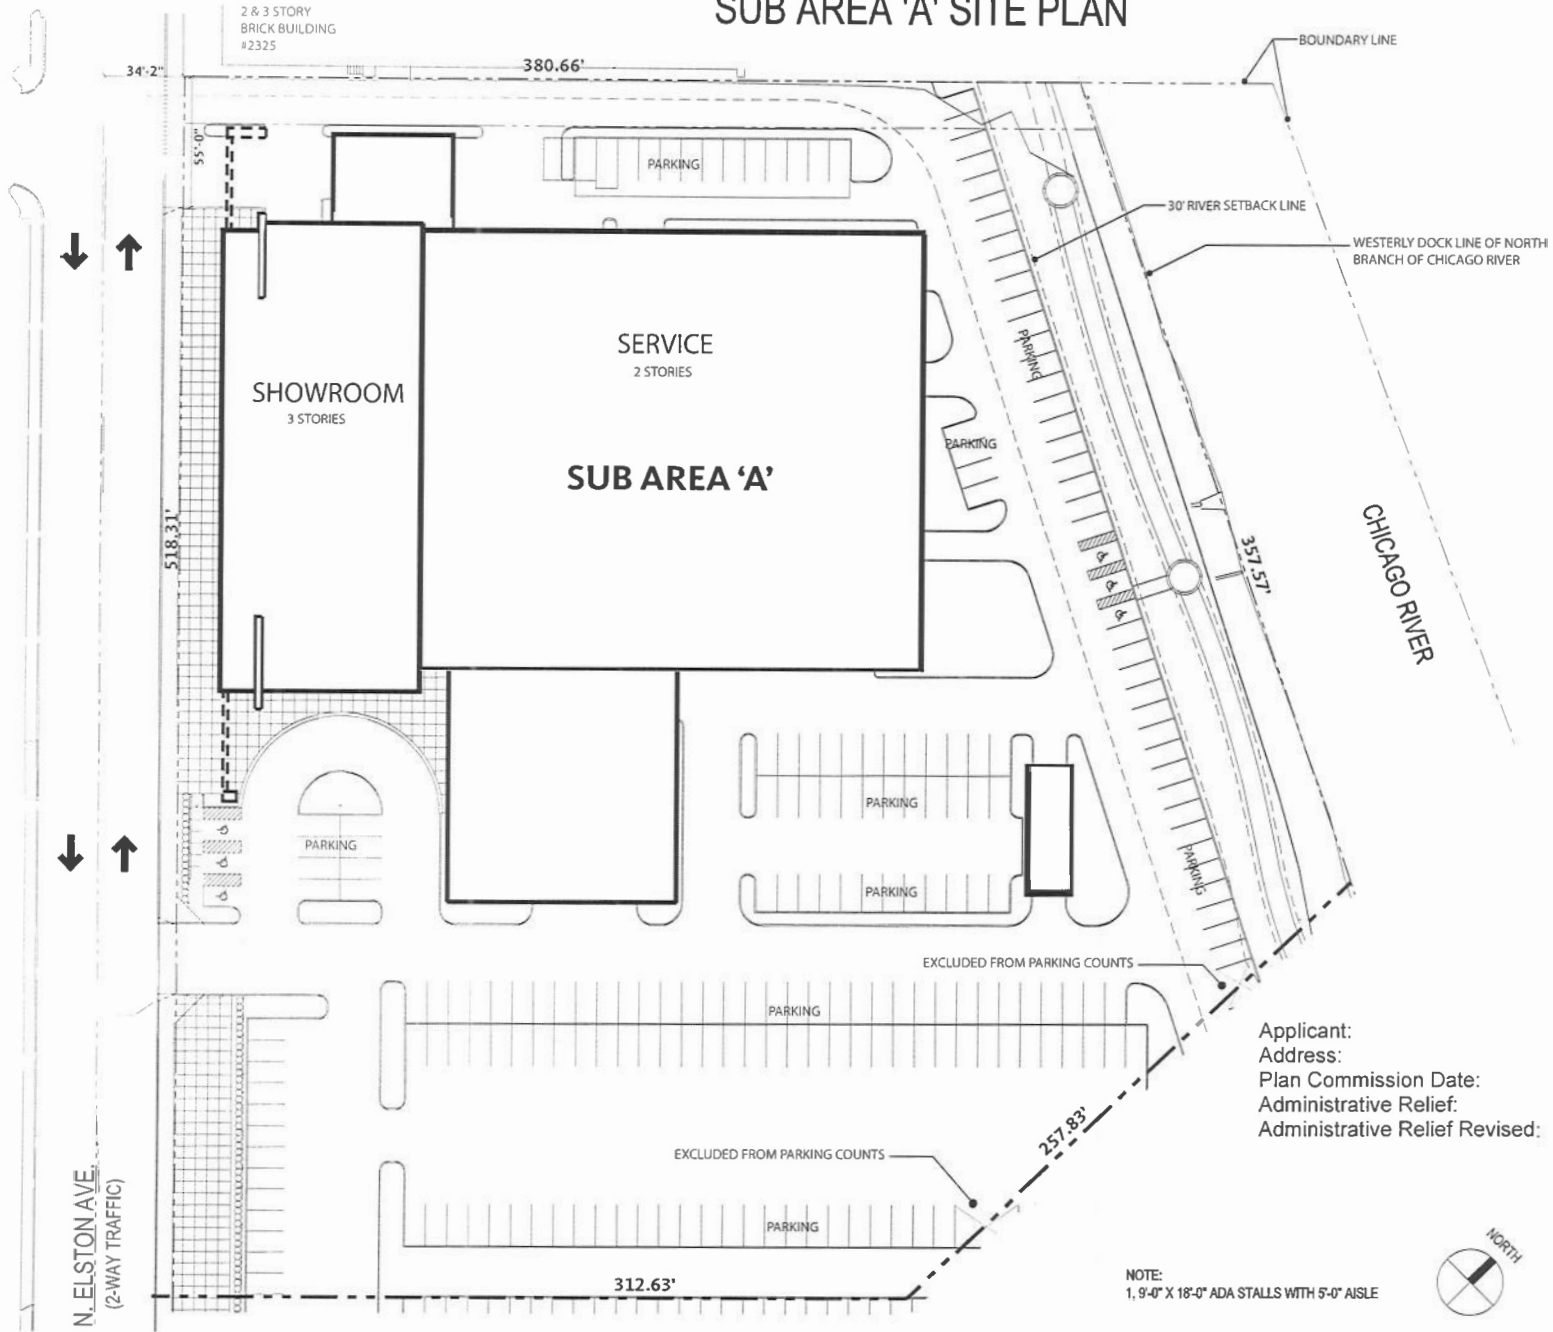 SUB AREA 'A' SITE PLAN
2 & 3 STORY
BRICK BUILDING
#2325
BOUNDARY LINE
34'-2"
380.66'
55'-0"
PARKING
30' RIVER SETBACK LINE
WESTERLY DOCK LINE OF NORTH
BRANCH OF CHICAGO RIVER
SERVICE
2 STORIES
PARKING
SHOWROOM
3 STORIES
PARKING
SUB AREA ‘A’
518.31'
CHICAGO RIVER
357.57'
PARKING
PARKING
PARKING
PARKING
EXCLUDED FROM PARKING COUNTS
PARKING
Applicant:
Address:
Plan Commission Date:
Administrative Relief:
Administrative Relief Revised:
257.83'
EXCLUDED FROM PARKING COUNTS
N. ELSTON AVE.
(2-WAY TRAFFIC)
PARKING
NORTH
312.63'
NOTE:
1, 9'-0" X 18'-0" ADA STALLS WITH 5'-0" AISLE